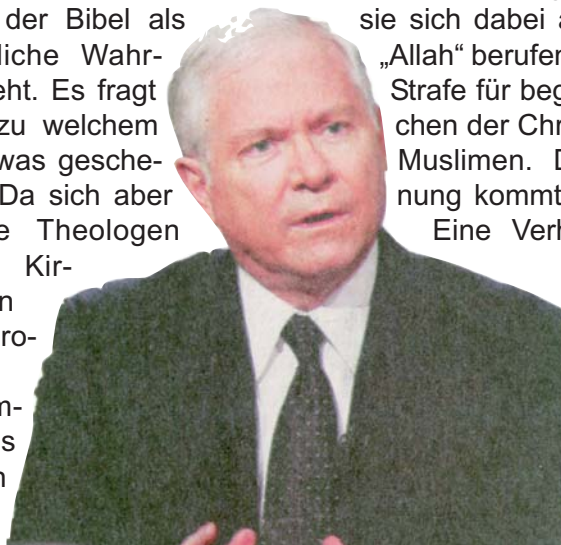 der Bibel als
liche Wahr-
eht. Es fragt
zu welchem
was gesche-
Da sich aber
e Theologen
Kir-
n
ro-
m-
s
n
sie sich dabei a
„Allah“ berufen
Strafe für beg
chen der Chr
Muslimen. D
nung kommt
Eine Verh